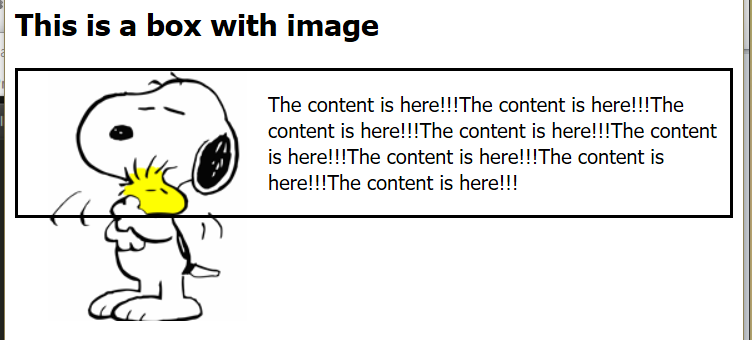 This is a box with image
The content is here!!!The content is here!!!The
content is here!!!The content is here!!!The content
is here!!!The content is here!!!The content is
here!!!The content is here!!!